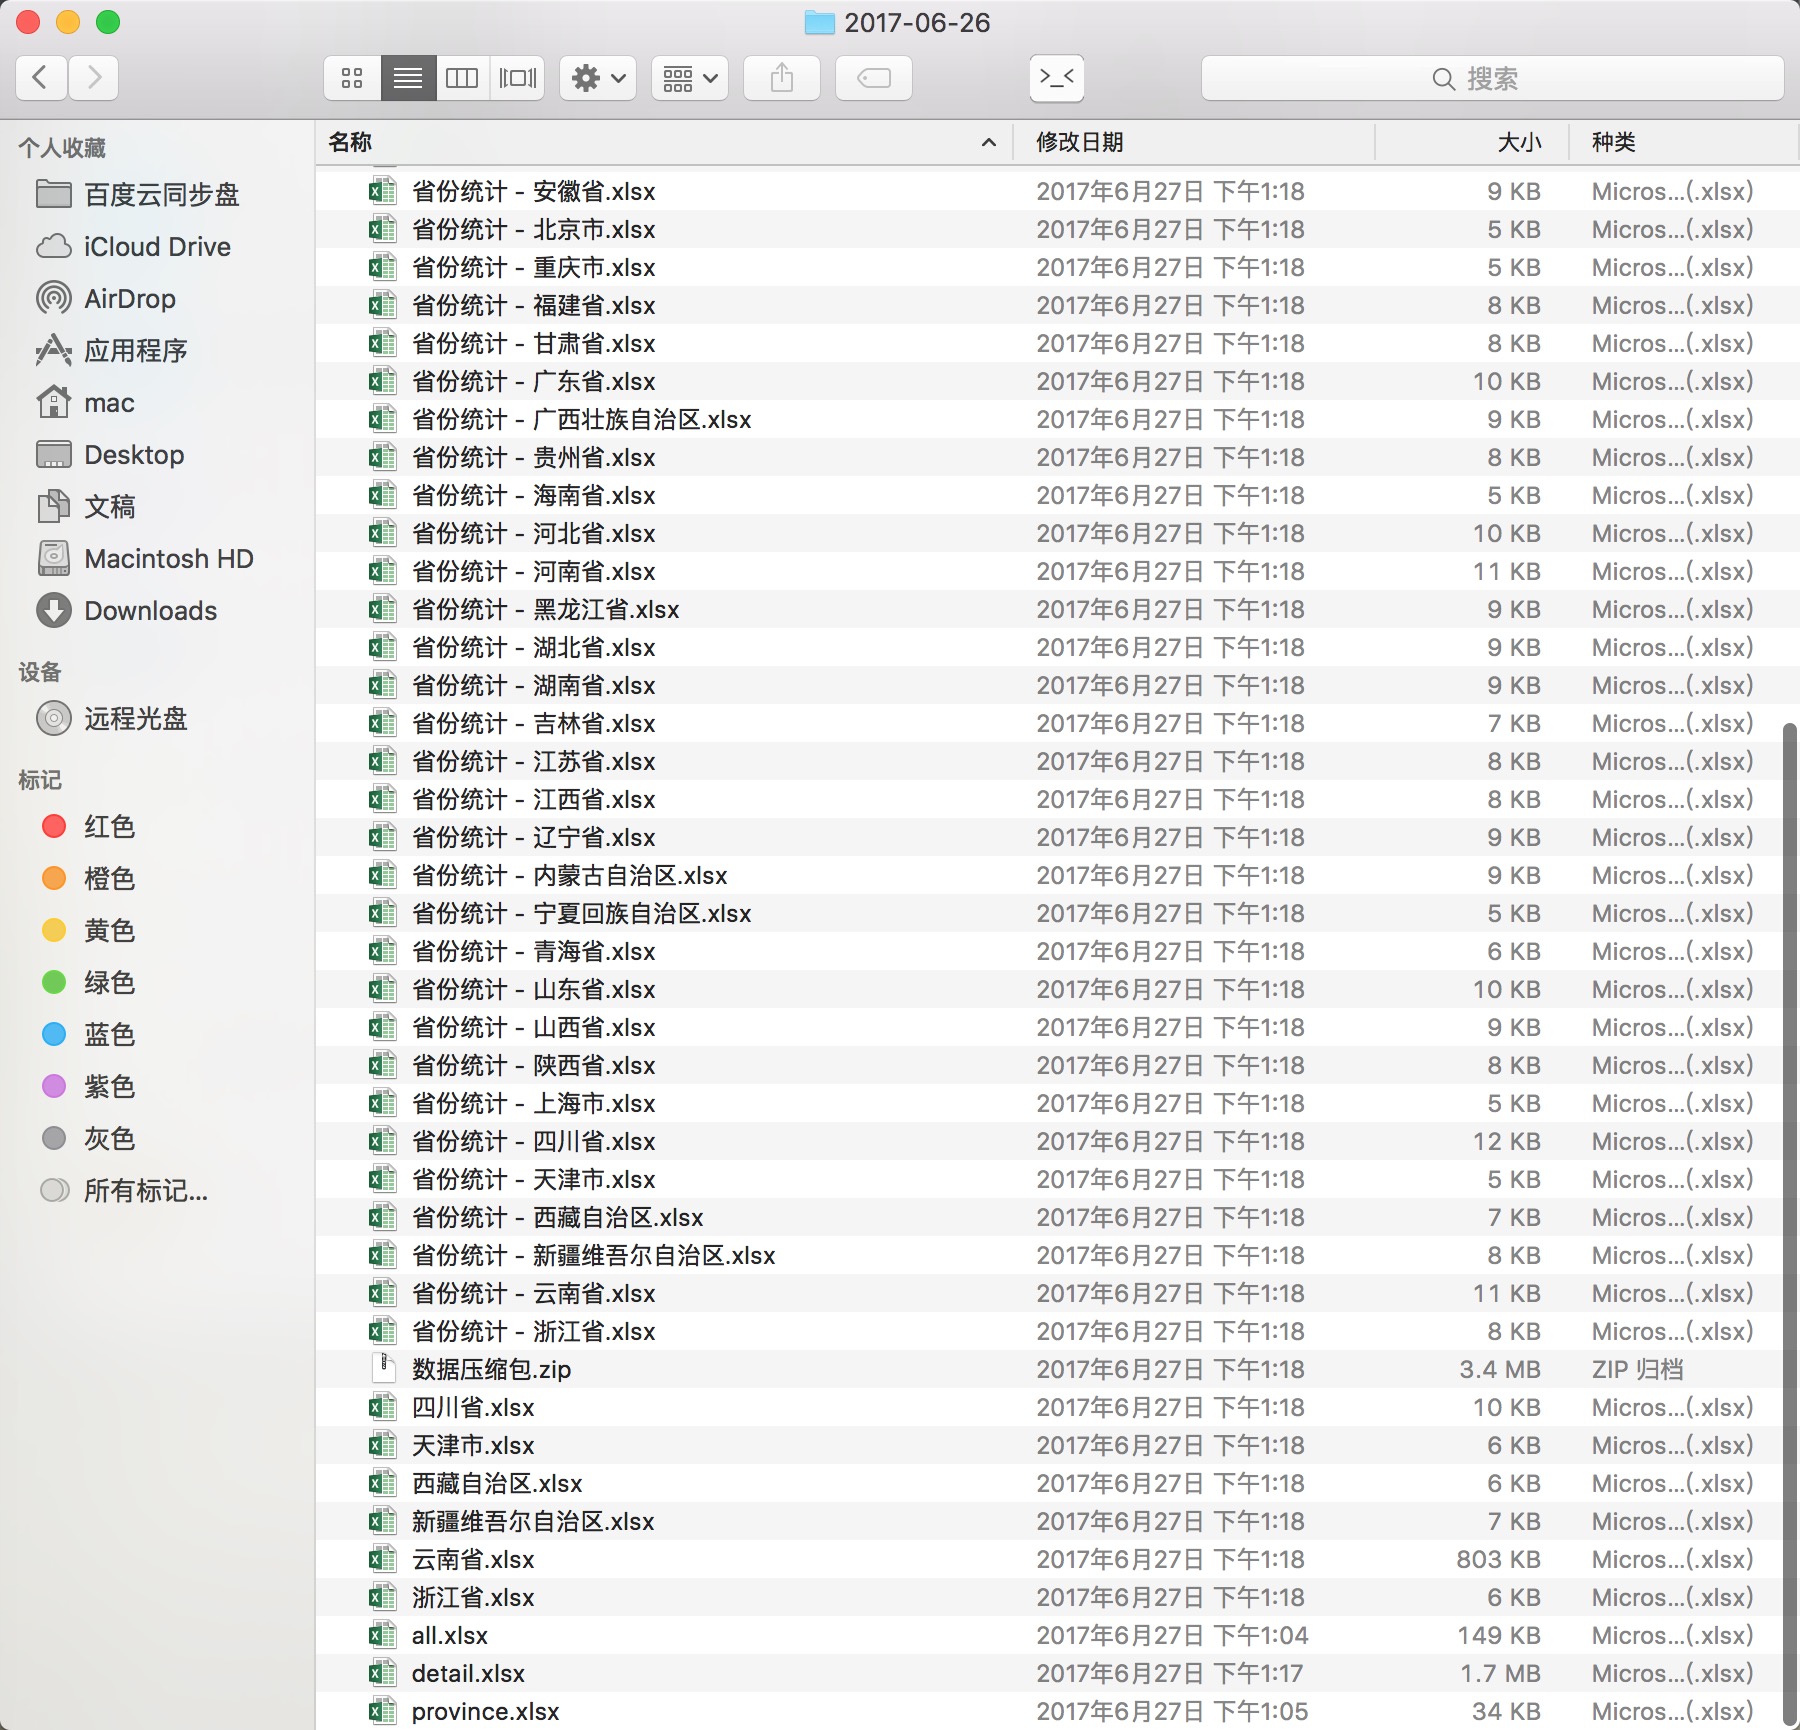 2017-06-26
搜索
个人收藏
百度云同步盘
iCloud Drive
AirDrop
应用程序
mac
Desktop
文稿
Macintosh HD
Downloads
设备
远程光盘
标记
红色
橙色
黄色
绿色
蓝色
紫色
灰色
所有标记...
名称 修改日期 大小 种类
省份统计 - 安徽省.xlsx 2017年6月27日 下午1:18 9 KB Micros...(.xlsx)
省份统计 - 北京市.xlsx 2017年6月27日 下午1:18 5 KB Micros...(.xlsx)
省份统计 - 重庆市.xlsx 2017年6月27日 下午1:18 5 KB Micros...(.xlsx)
省份统计 - 福建省.xlsx 2017年6月27日 下午1:18 8 KB Micros...(.xlsx)
省份统计 - 甘肃省.xlsx 2017年6月27日 下午1:18 8 KB Micros...(.xlsx)
省份统计 - 广东省.xlsx 2017年6月27日 下午1:18 10 KB Micros...(.xlsx)
省份统计 - 广西壮族自治区.xlsx 2017年6月27日 下午1:18 9 KB Micros...(.xlsx)
省份统计 - 贵州省.xlsx 2017年6月27日 下午1:18 8 KB Micros...(.xlsx)
省份统计 - 海南省.xlsx 2017年6月27日 下午1:18 5 KB Micros...(.xlsx)
省份统计 - 河北省.xlsx 2017年6月27日 下午1:18 10 KB Micros...(.xlsx)
省份统计 - 河南省.xlsx 2017年6月27日 下午1:18 11 KB Micros...(.xlsx)
省份统计 - 黑龙江省.xlsx 2017年6月27日 下午1:18 9 KB Micros...(.xlsx)
省份统计 - 湖北省.xlsx 2017年6月27日 下午1:18 9 KB Micros...(.xlsx)
省份统计 - 湖南省.xlsx 2017年6月27日 下午1:18 9 KB Micros...(.xlsx)
省份统计 - 吉林省.xlsx 2017年6月27日 下午1:18 7 KB Micros...(.xlsx)
省份统计 - 江苏省.xlsx 2017年6月27日 下午1:18 8 KB Micros...(.xlsx)
省份统计 - 江西省.xlsx 2017年6月27日 下午1:18 8 KB Micros...(.xlsx)
省份统计 - 辽宁省.xlsx 2017年6月27日 下午1:18 9 KB Micros...(.xlsx)
省份统计 - 内蒙古自治区.xlsx 2017年6月27日 下午1:18 9 KB Micros...(.xlsx)
省份统计 - 宁夏回族自治区.xlsx 2017年6月27日 下午1:18 5 KB Micros...(.xlsx)
省份统计 - 青海省.xlsx 2017年6月27日 下午1:18 6 KB Micros...(.xlsx)
省份统计 - 山东省.xlsx 2017年6月27日 下午1:18 10 KB Micros...(.xlsx)
省份统计 - 山西省.xlsx 2017年6月27日 下午1:18 9 KB Micros...(.xlsx)
省份统计 - 陕西省.xlsx 2017年6月27日 下午1:18 8 KB Micros...(.xlsx)
省份统计 - 上海市.xlsx 2017年6月27日 下午1:18 5 KB Micros...(.xlsx)
省份统计 - 四川省.xlsx 2017年6月27日 下午1:18 12 KB Micros...(.xlsx)
省份统计 - 天津市.xlsx 2017年6月27日 下午1:18 5 KB Micros...(.xlsx)
省份统计 - 西藏自治区.xlsx 2017年6月27日 下午1:18 7 KB Micros...(.xlsx)
省份统计 - 新疆维吾尔自治区.xlsx 2017年6月27日 下午1:18 8 KB Micros...(.xlsx)
省份统计 - 云南省.xlsx 2017年6月27日 下午1:18 11 KB Micros...(.xlsx)
省份统计 - 浙江省.xlsx 2017年6月27日 下午1:18 8 KB Micros...(.xlsx)
数据压缩包.zip 2017年6月27日 下午1:18 3.4 MB ZIP 归档
四川省.xlsx 2017年6月27日 下午1:18 10 KB Micros...(.xlsx)
天津市.xlsx 2017年6月27日 下午1:18 6 KB Micros...(.xlsx)
西藏自治区.xlsx 2017年6月27日 下午1:18 6 KB Micros...(.xlsx)
新疆维吾尔自治区.xlsx 2017年6月27日 下午1:18 7 KB Micros...(.xlsx)
云南省.xlsx 2017年6月27日 下午1:18 803 KB Micros...(.xlsx)
浙江省.xlsx 2017年6月27日 下午1:18 6 KB Micros...(.xlsx)
all.xlsx 2017年6月27日 下午1:04 149 KB Micros...(.xlsx)
detail.xlsx 2017年6月27日 下午1:17 1.7 MB Micros...(.xlsx)
province.xlsx 2017年6月27日 下午1:05 34 KB Micros...(.xlsx)